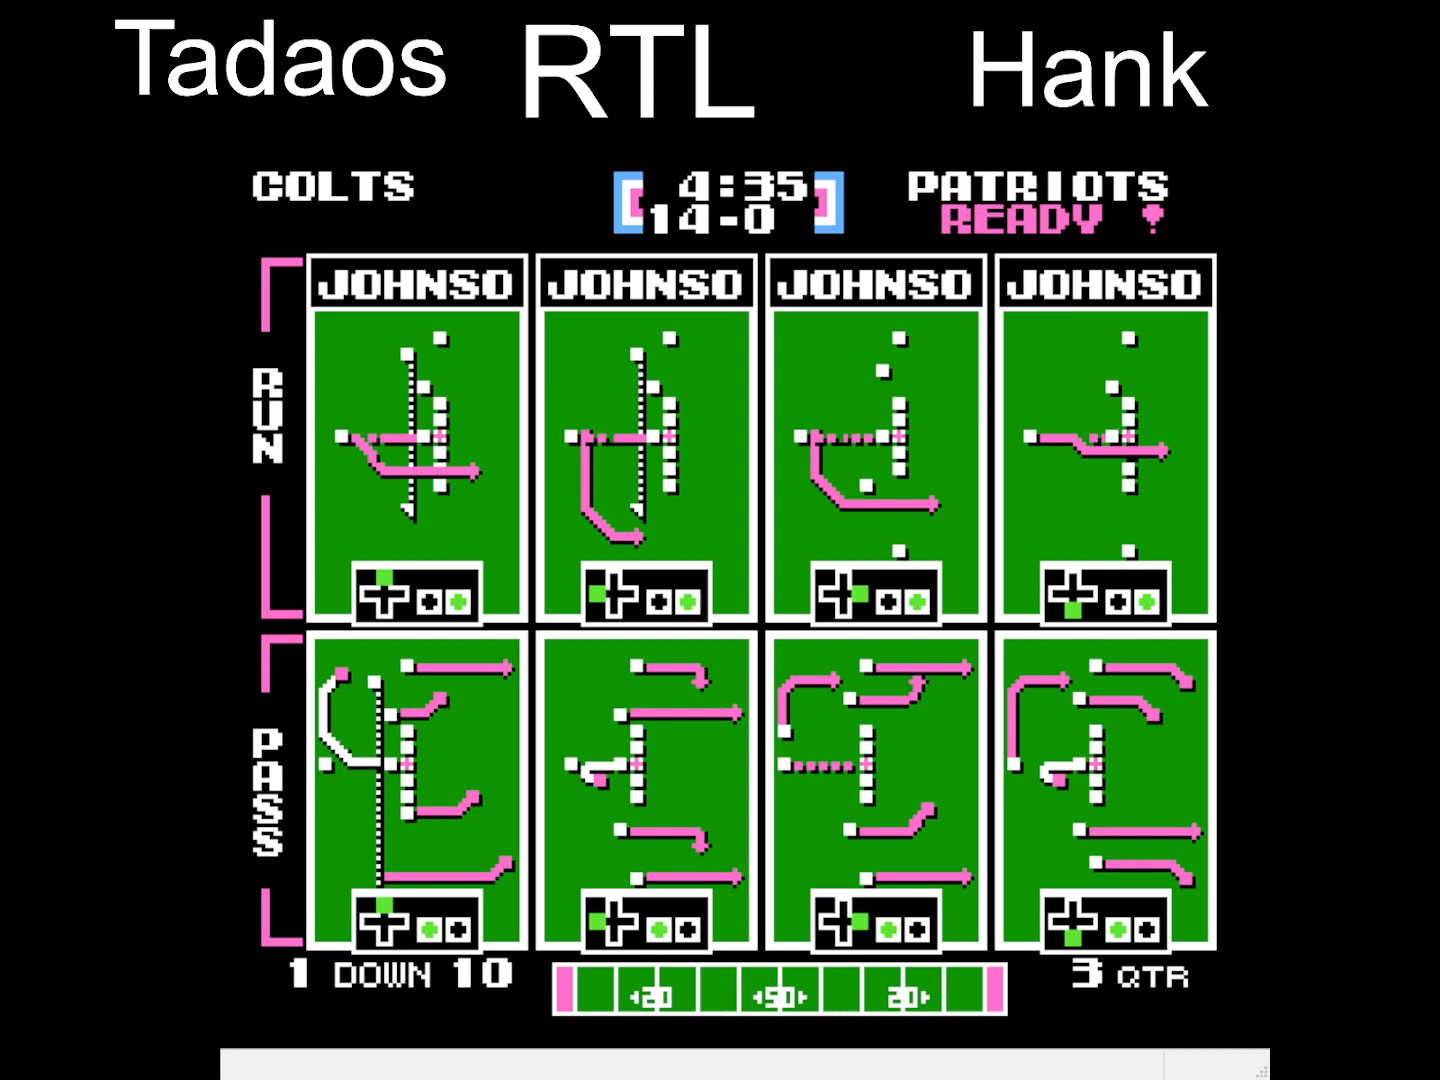 Tadaos RTL Hank
COLTS 4:35 PATRIOTS
14-0 READY !
JOHNSO JOHNSO JOHNSO JOHNSO
RUN
PASS
1 DOWN 10 3 QTR
20 50 20